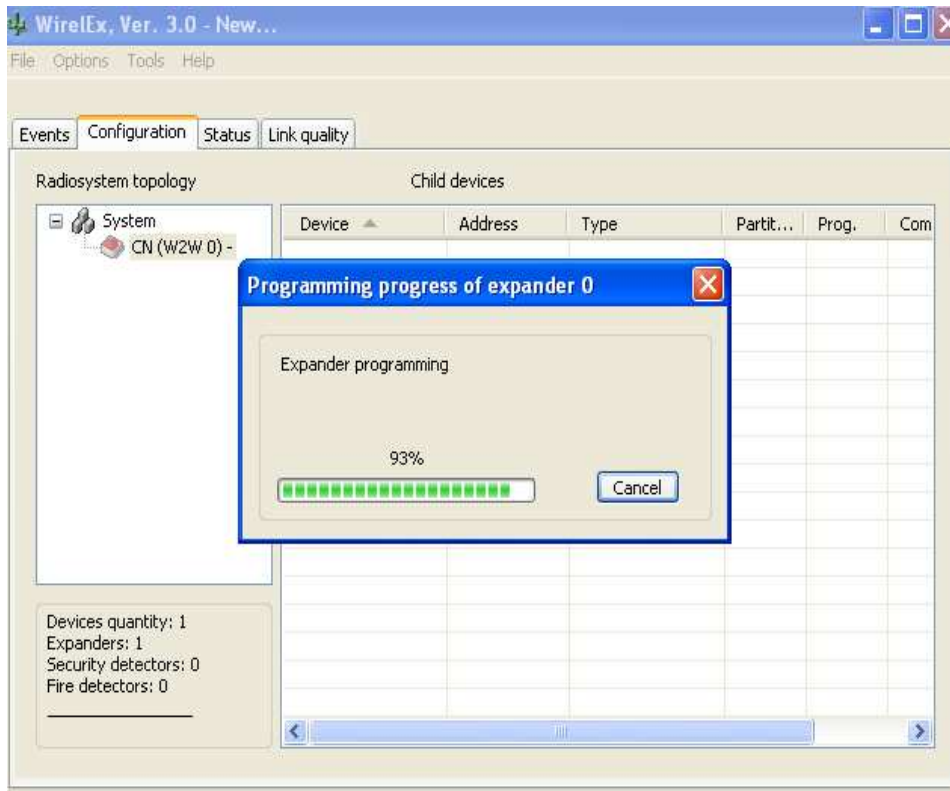 WirelEx, Ver. 3.0 - New...
File Options Tools Help
Events Configuration Status Link quality
Radiosystem topology
Child devices
System
CN (W2W 0) -
Device Address Type Partit... Prog. Com
Programming progress of expander 0
Expander programming
93%
Cancel
Devices quantity: 1
Expanders: 1
Security detectors: 0
Fire detectors: 0